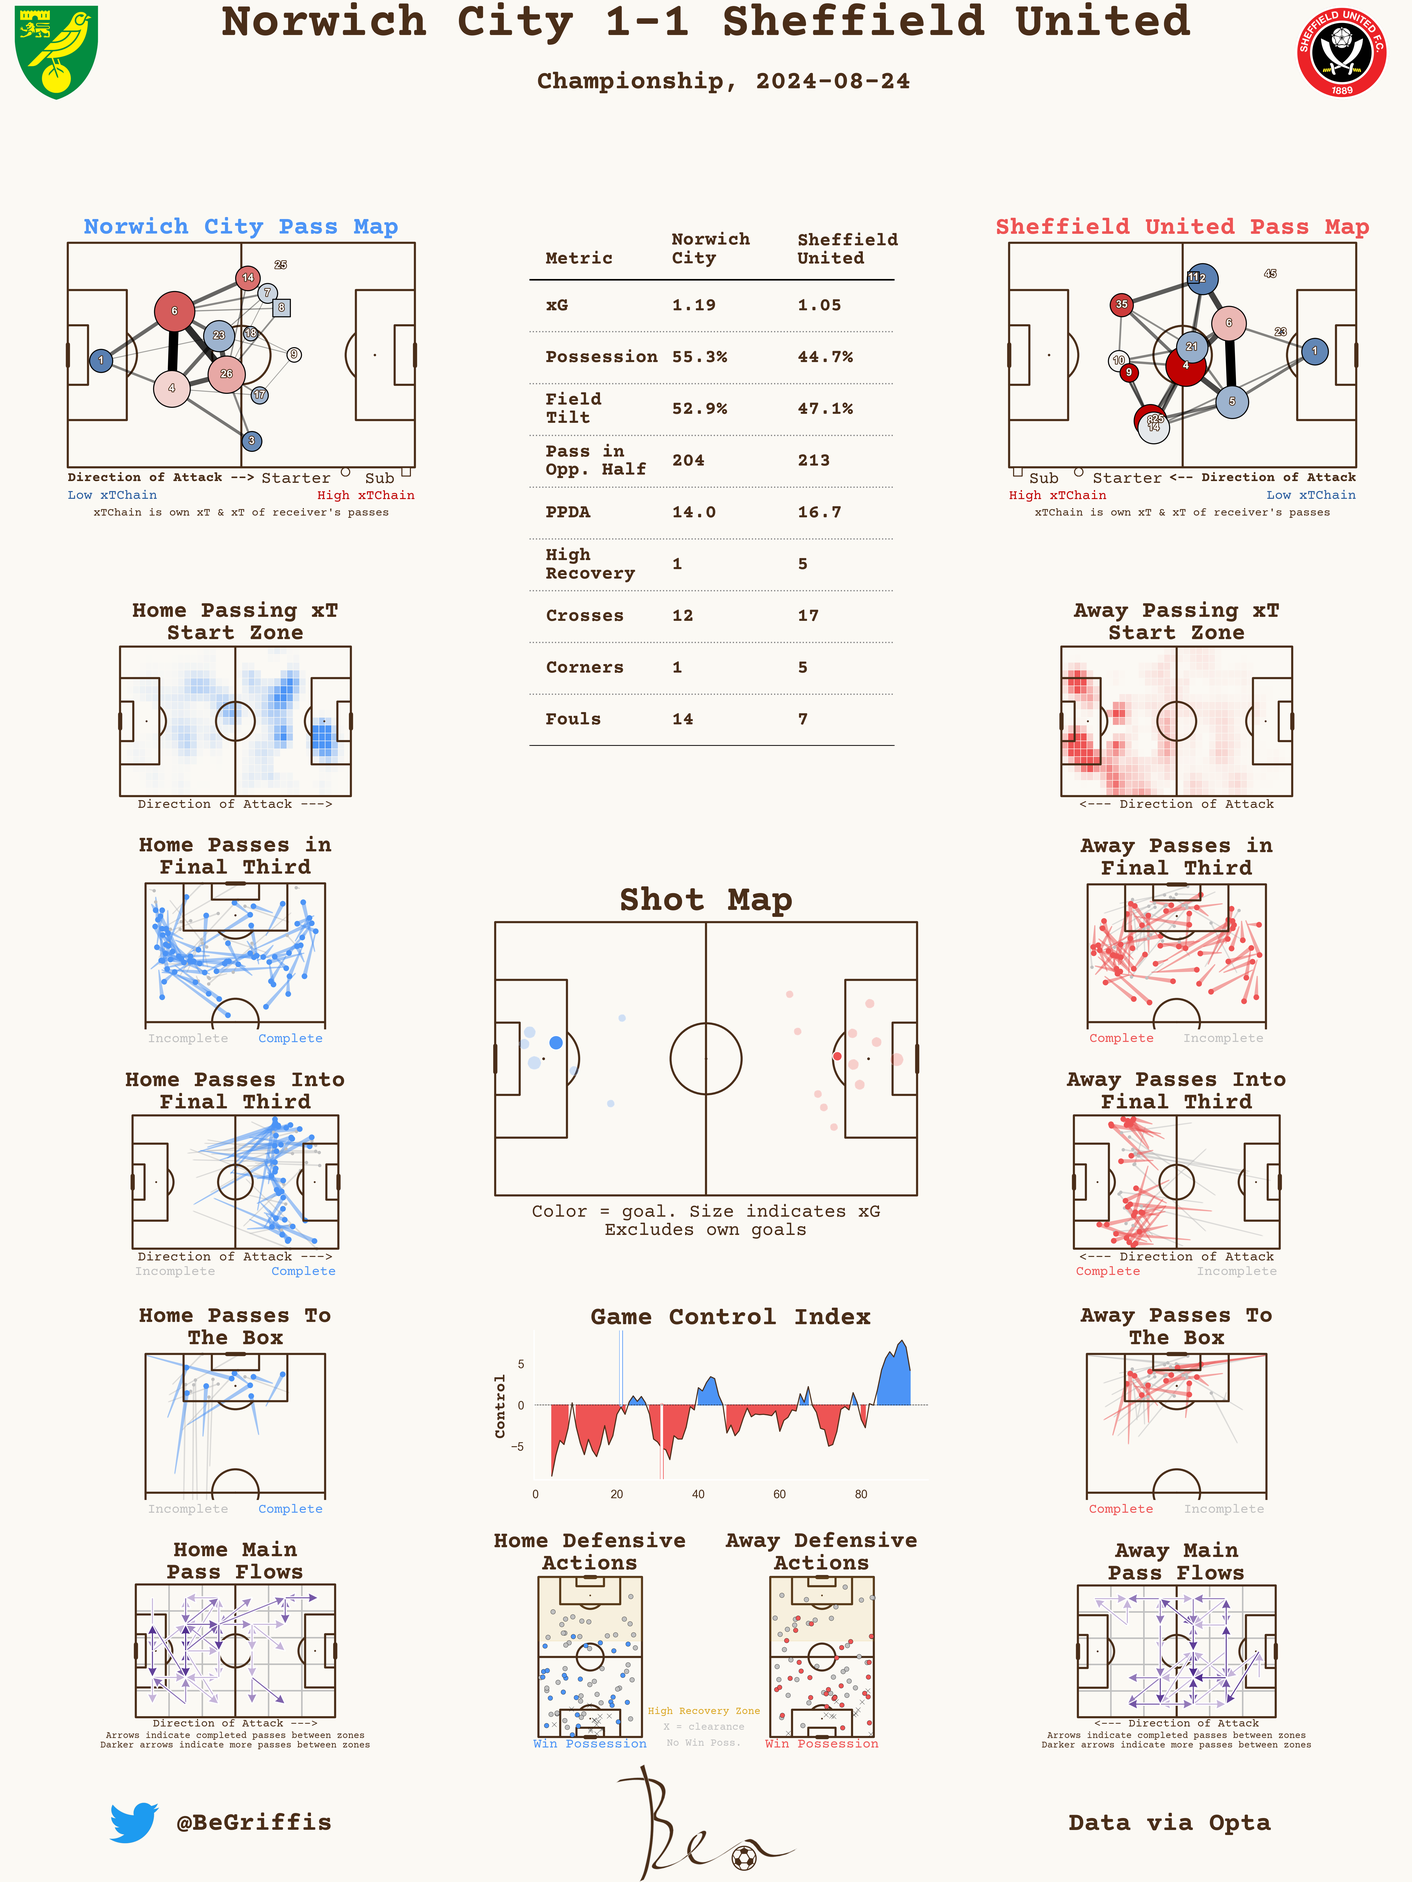 Norwich City 1-1 Sheffield United
Championship, 2024-08-24
SHEFFIELD UNITED F.C.
1889
Norwich City Pass Map
25
14
7
8
6
23
18
9
1
26
4
17
3
Direction of Attack --> Starter Sub
Low xTChain High xTChain
xTChain is own xT & xT of receiver's passes
Metric Norwich City Sheffield United
xG 1.19 1.05
Possession 55.3% 44.7%
Field Tilt 52.9% 47.1%
Pass in Opp. Half 204 213
PPDA 14.0 16.7
High Recovery 1 5
Crosses 12 17
Corners 1 5
Fouls 14 7
Sheffield United Pass Map
45
11
2
35
6
23
21
1
10
4
9
5
8
25
14
Sub Starter <-- Direction of Attack
High xTChain Low xTChain
xTChain is own xT & xT of receiver's passes
Home Passing xT
Start Zone
Direction of Attack --->
Away Passing xT
Start Zone
<--- Direction of Attack
Home Passes in
Final Third
Incomplete Complete
Away Passes in
Final Third
Complete Incomplete
Shot Map
Color = goal. Size indicates xG
Excludes own goals
Home Passes Into
Final Third
Direction of Attack --->
Incomplete Complete
Away Passes Into
Final Third
<--- Direction of Attack
Complete Incomplete
Home Passes To
The Box
Incomplete Complete
Game Control Index
Control
5
0
−5
0 20 40 60 80
Away Passes To
The Box
Complete Incomplete
Home Main
Pass Flows
Direction of Attack --->
Arrows indicate completed passes between zones
Darker arrows indicate more passes between zones
Home Defensive
Actions
Win Possession
Away Defensive
Actions
Win Possession
High Recovery Zone
X = clearance
No Win Poss.
Away Main
Pass Flows
<--- Direction of Attack
Arrows indicate completed passes between zones
Darker arrows indicate more passes between zones
@BeGriffis
Ben
Data via Opta